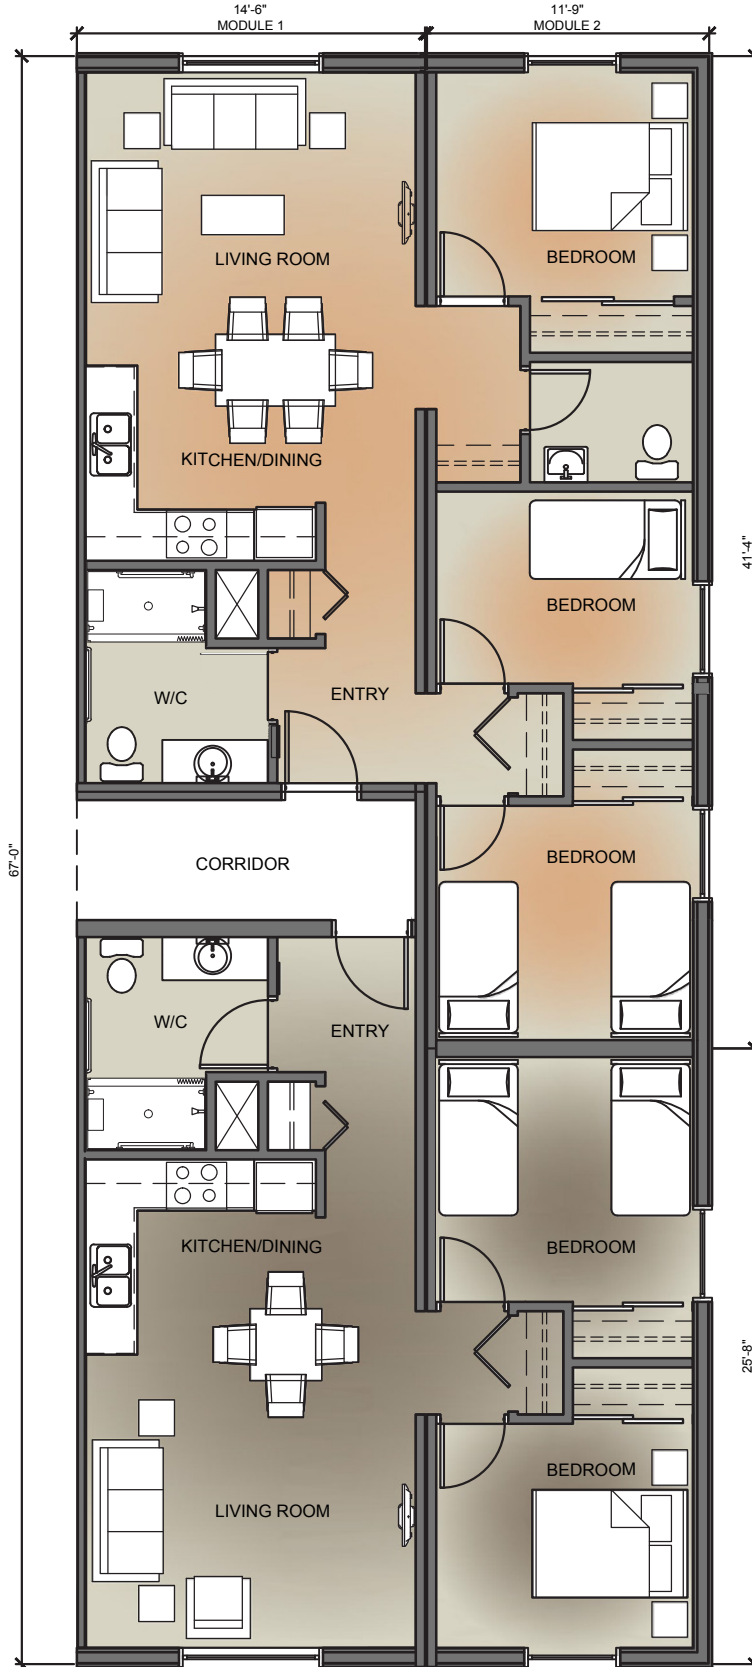 14'-6"
MODULE 1
11'-9"
MODULE 2
LIVING ROOM
BEDROOM
KITCHEN/DINING
41'-4"
BEDROOM
W/C
ENTRY
67'-0"
CORRIDOR
BEDROOM
W/C
ENTRY
KITCHEN/DINING
BEDROOM
25'-8"
BEDROOM
LIVING ROOM